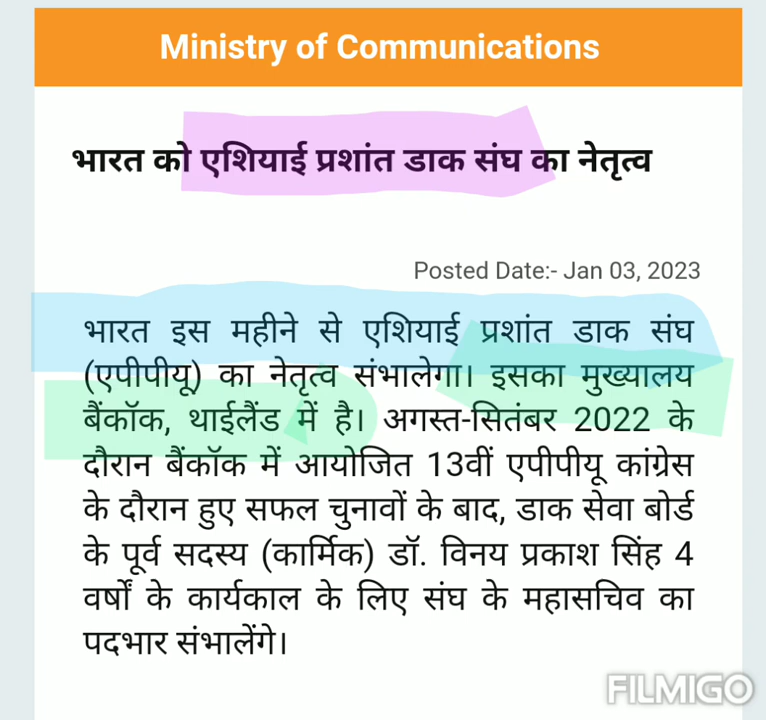 Ministry of Communications
भारत को एशियाई प्रशांत डाक संघ का नेतृत्व
Posted Date:- Jan 03, 2023
भारत इस महीने से एशियाई प्रशांत डाक संघ
(एपीपीयू) का नेतृत्व संभालेगा। इसका मुख्यालय
बैंकॉक, थाईलैंड में है। अगस्त-सितंबर 2022 के
दौरान बैंकॉक में आयोजित 13वीं एपीपीयू कांग्रेस
के दौरान हुए सफल चुनावों के बाद, डाक सेवा बोर्ड
के पूर्व सदस्य (कार्मिक) डॉ. विनय प्रकाश सिंह 4
वर्षों के कार्यकाल के लिए संघ के महासचिव का
पदभार संभालेंगे।
FILMIGO